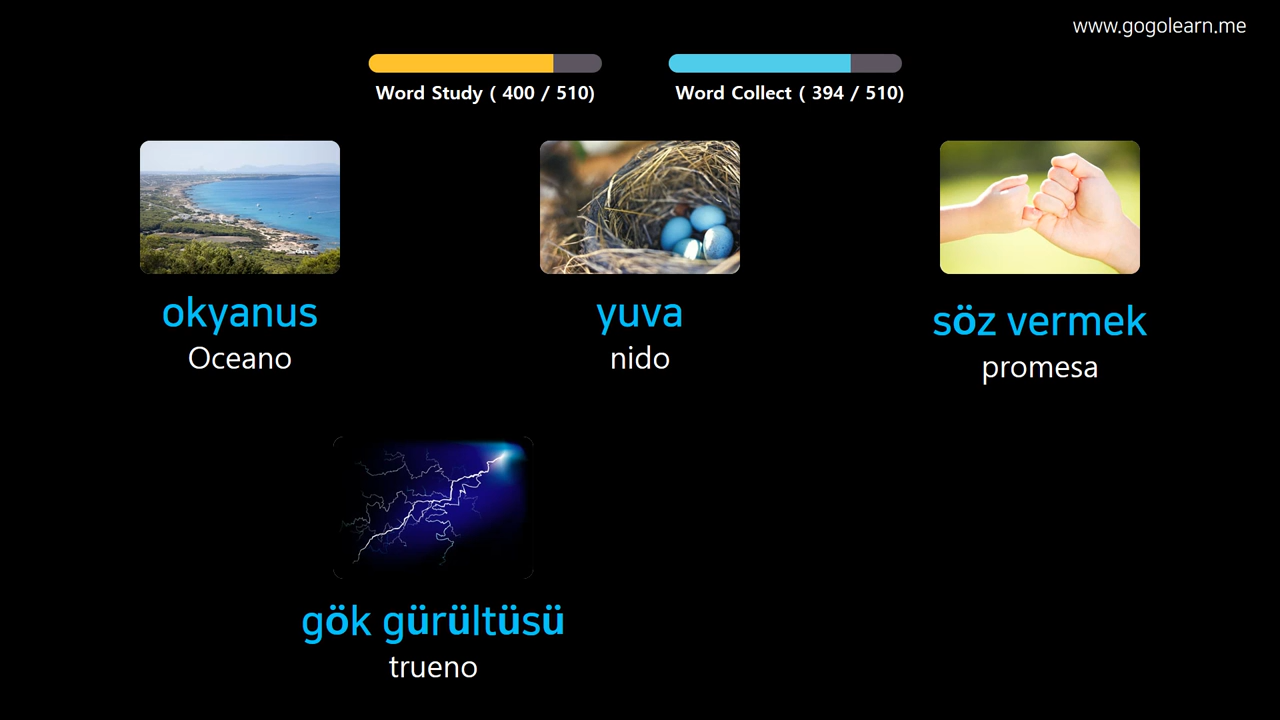 www.gogolearn.me
Word Study ( 400 / 510)
Word Collect ( 394 / 510)
okyanus
Oceano
yuva
nido
söz vermek
promesa
gök gürültüsü
trueno